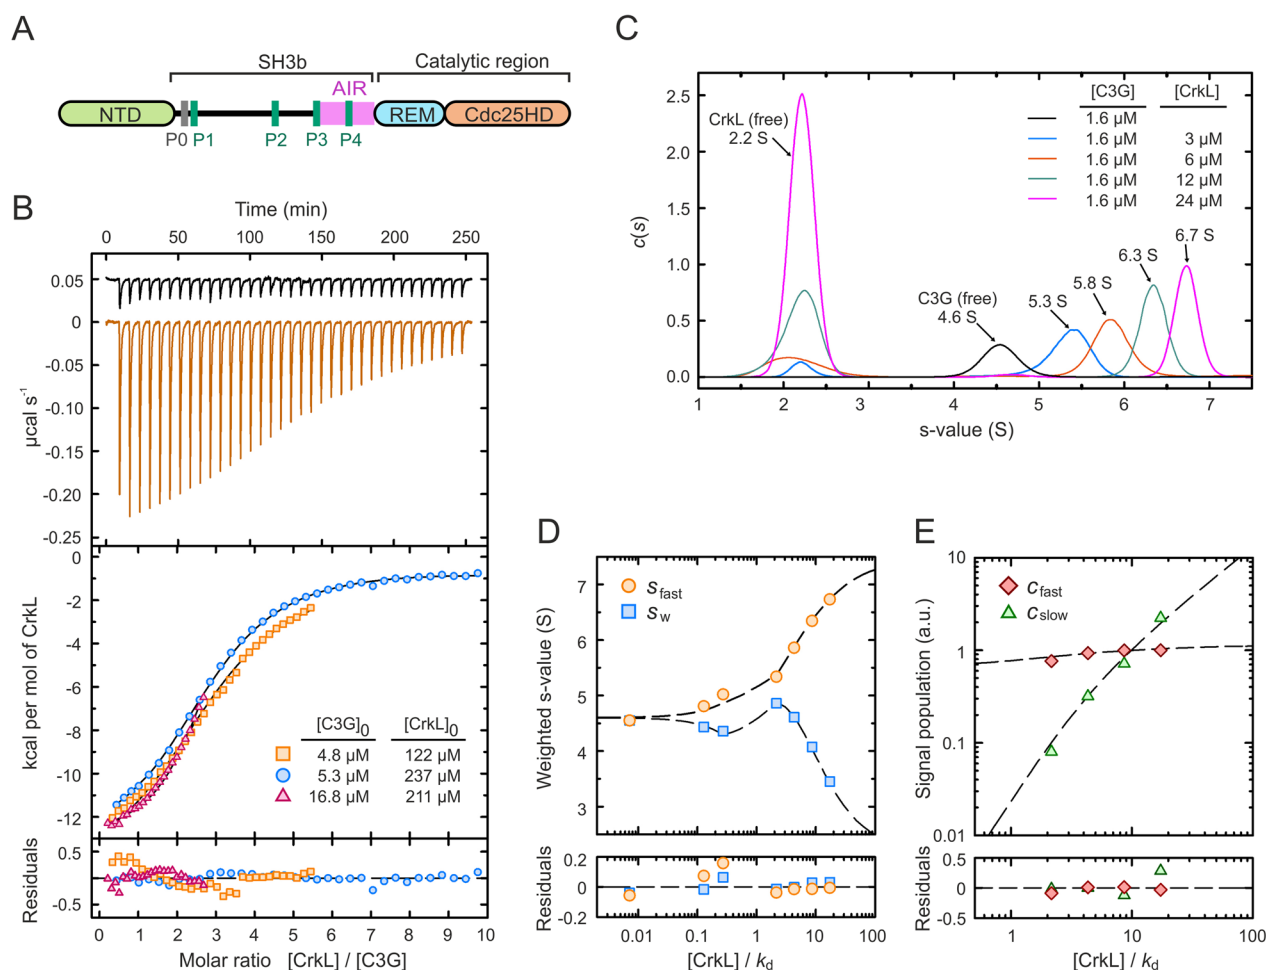 A
SH3b
Catalytic region
AIR
NTD
REM
Cdc25HD
P0 P1 P2 P3 P4
B
Time (min)
0 50 100 150 200 250
0.05
0
-0.05
-0.10
-0.15
-0.20
-0.25
µcal s-1
0
-2
-4
-6
-8
-10
-12
kcal per mol of CrkL
[C3G]0 [CrkL]0
4.8 µM 122 µM
5.3 µM 237 µM
16.8 µM 211 µM
0.5
0.0
-0.5
Residuals
0 1 2 3 4 5 6 7 8 9 10
Molar ratio [CrkL] / [C3G]
C
2.5
2.0
1.5
1.0
0.5
0.0
c(s)
CrkL (free)
2.2 S
C3G (free)
4.6 S
5.3 S
5.8 S
6.3 S
6.7 S
[C3G] [CrkL]
1.6 µM
1.6 µM 3 µM
1.6 µM 6 µM
1.6 µM 12 µM
1.6 µM 24 µM
1 2 3 4 5 6 7
s-value (S)
D
7
6
5
4
3
Weighted s-value (S)
sfast
sw
0.2
0
-0.2
Residuals
0.01 0.1 1 10 100
[CrkL] / kd
E
10
1
0.1
0.01
Signal population (a.u.)
cfast
cslow
1 10 100
0.5
0
-0.5
Residuals
1 10 100
[CrkL] / kd